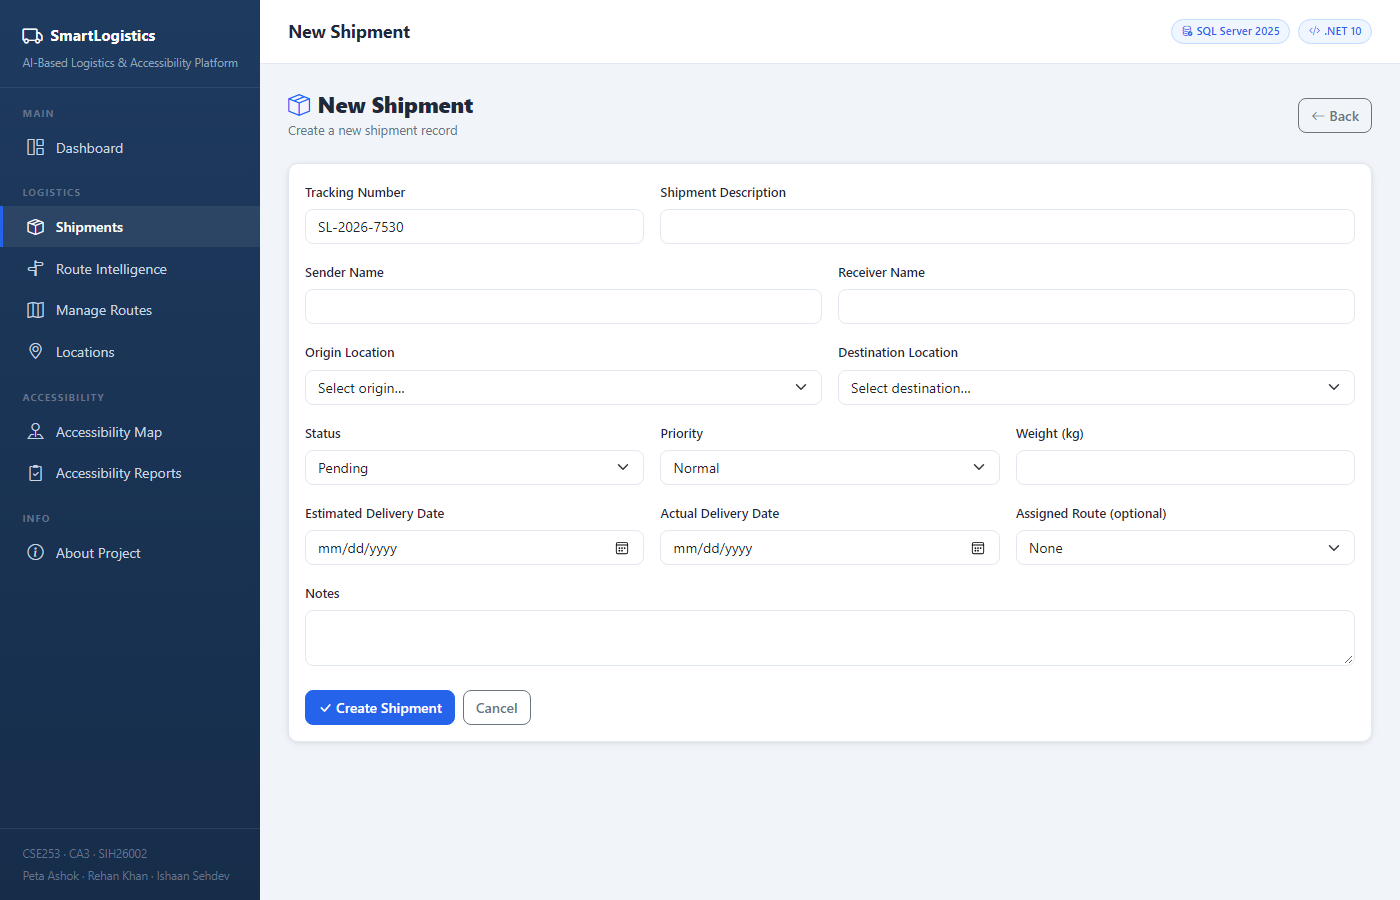 SmartLogistics
AI-Based Logistics & Accessibility Platform
MAIN
Dashboard
LOGISTICS
Shipments
Route Intelligence
Manage Routes
Locations
ACCESSIBILITY
Accessibility Map
Accessibility Reports
INFO
About Project
CSE253 · CA3 · SIH26002
Peta Ashok · Rehan Khan · Ishaan Sehdev
New Shipment
SQL Server 2025
</> .NET 10
New Shipment
Create a new shipment record
← Back
Tracking Number
Shipment Description
SL-2026-7530
Sender Name
Receiver Name
Origin Location
Destination Location
Select origin...
Select destination...
Status
Priority
Weight (kg)
Pending
Normal
Estimated Delivery Date
Actual Delivery Date
Assigned Route (optional)
mm/dd/yyyy
mm/dd/yyyy
None
Notes
✓ Create Shipment
Cancel